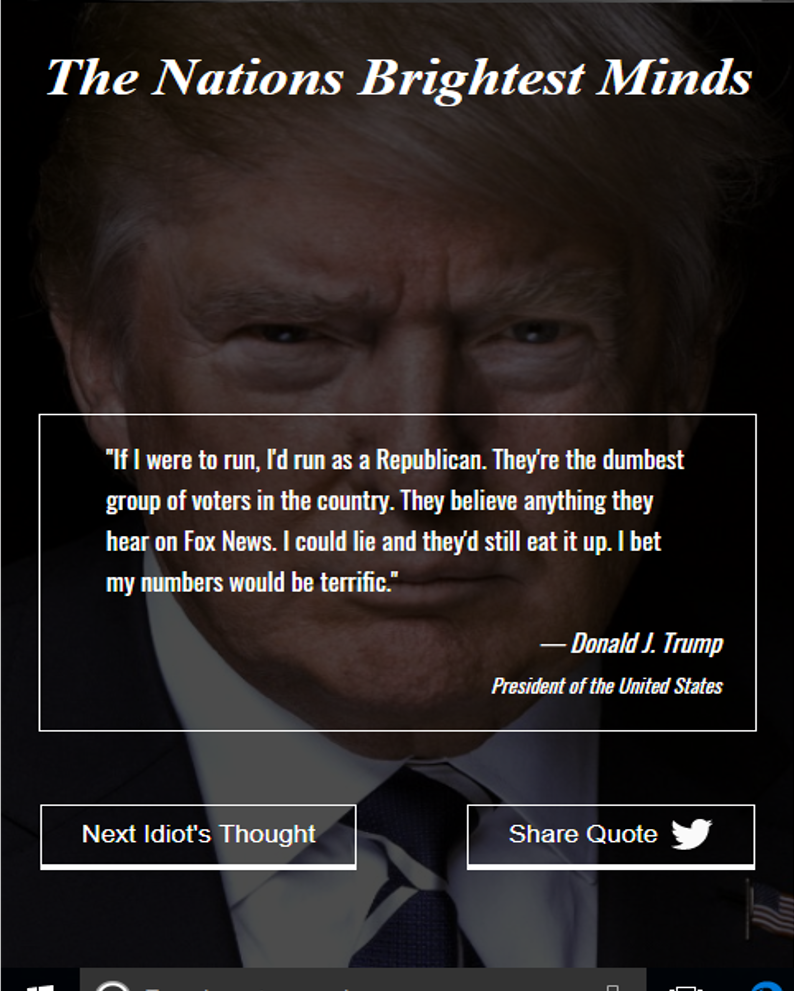 The Nations Brightest Minds
"If I were to run, I'd run as a Republican. They're the dumbest
group of voters in the country. They believe anything they
hear on Fox News. I could lie and they'd still eat it up. I bet
my numbers would be terrific."
— Donald J. Trump
President of the United States
Next Idiot's Thought
Share Quote